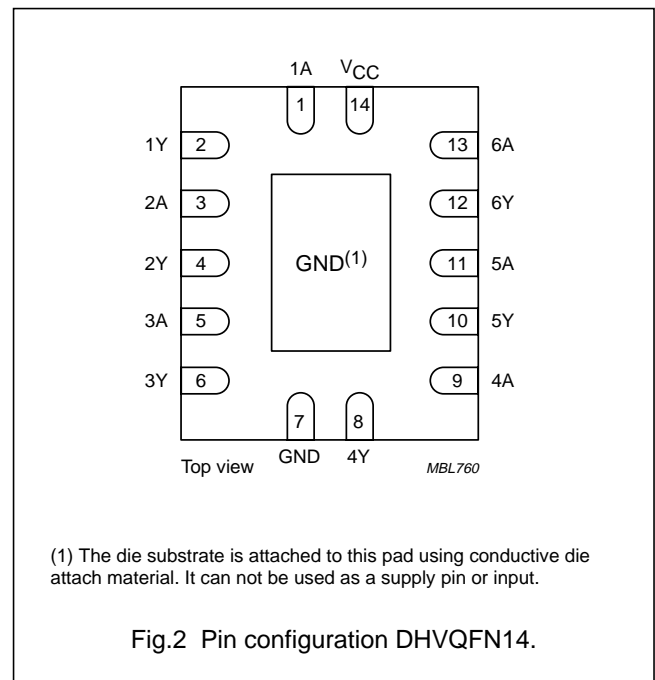 1A VCC
1 14
1Y 2 13 6A
2A 3 12 6Y
2Y 4 GND(1) 11 5A
3A 5 10 5Y
3Y 6 9 4A
7 8
Top view GND 4Y MBL760
(1) The die substrate is attached to this pad using conductive die
attach material. It can not be used as a supply pin or input.
Fig.2 Pin configuration DHVQFN14.